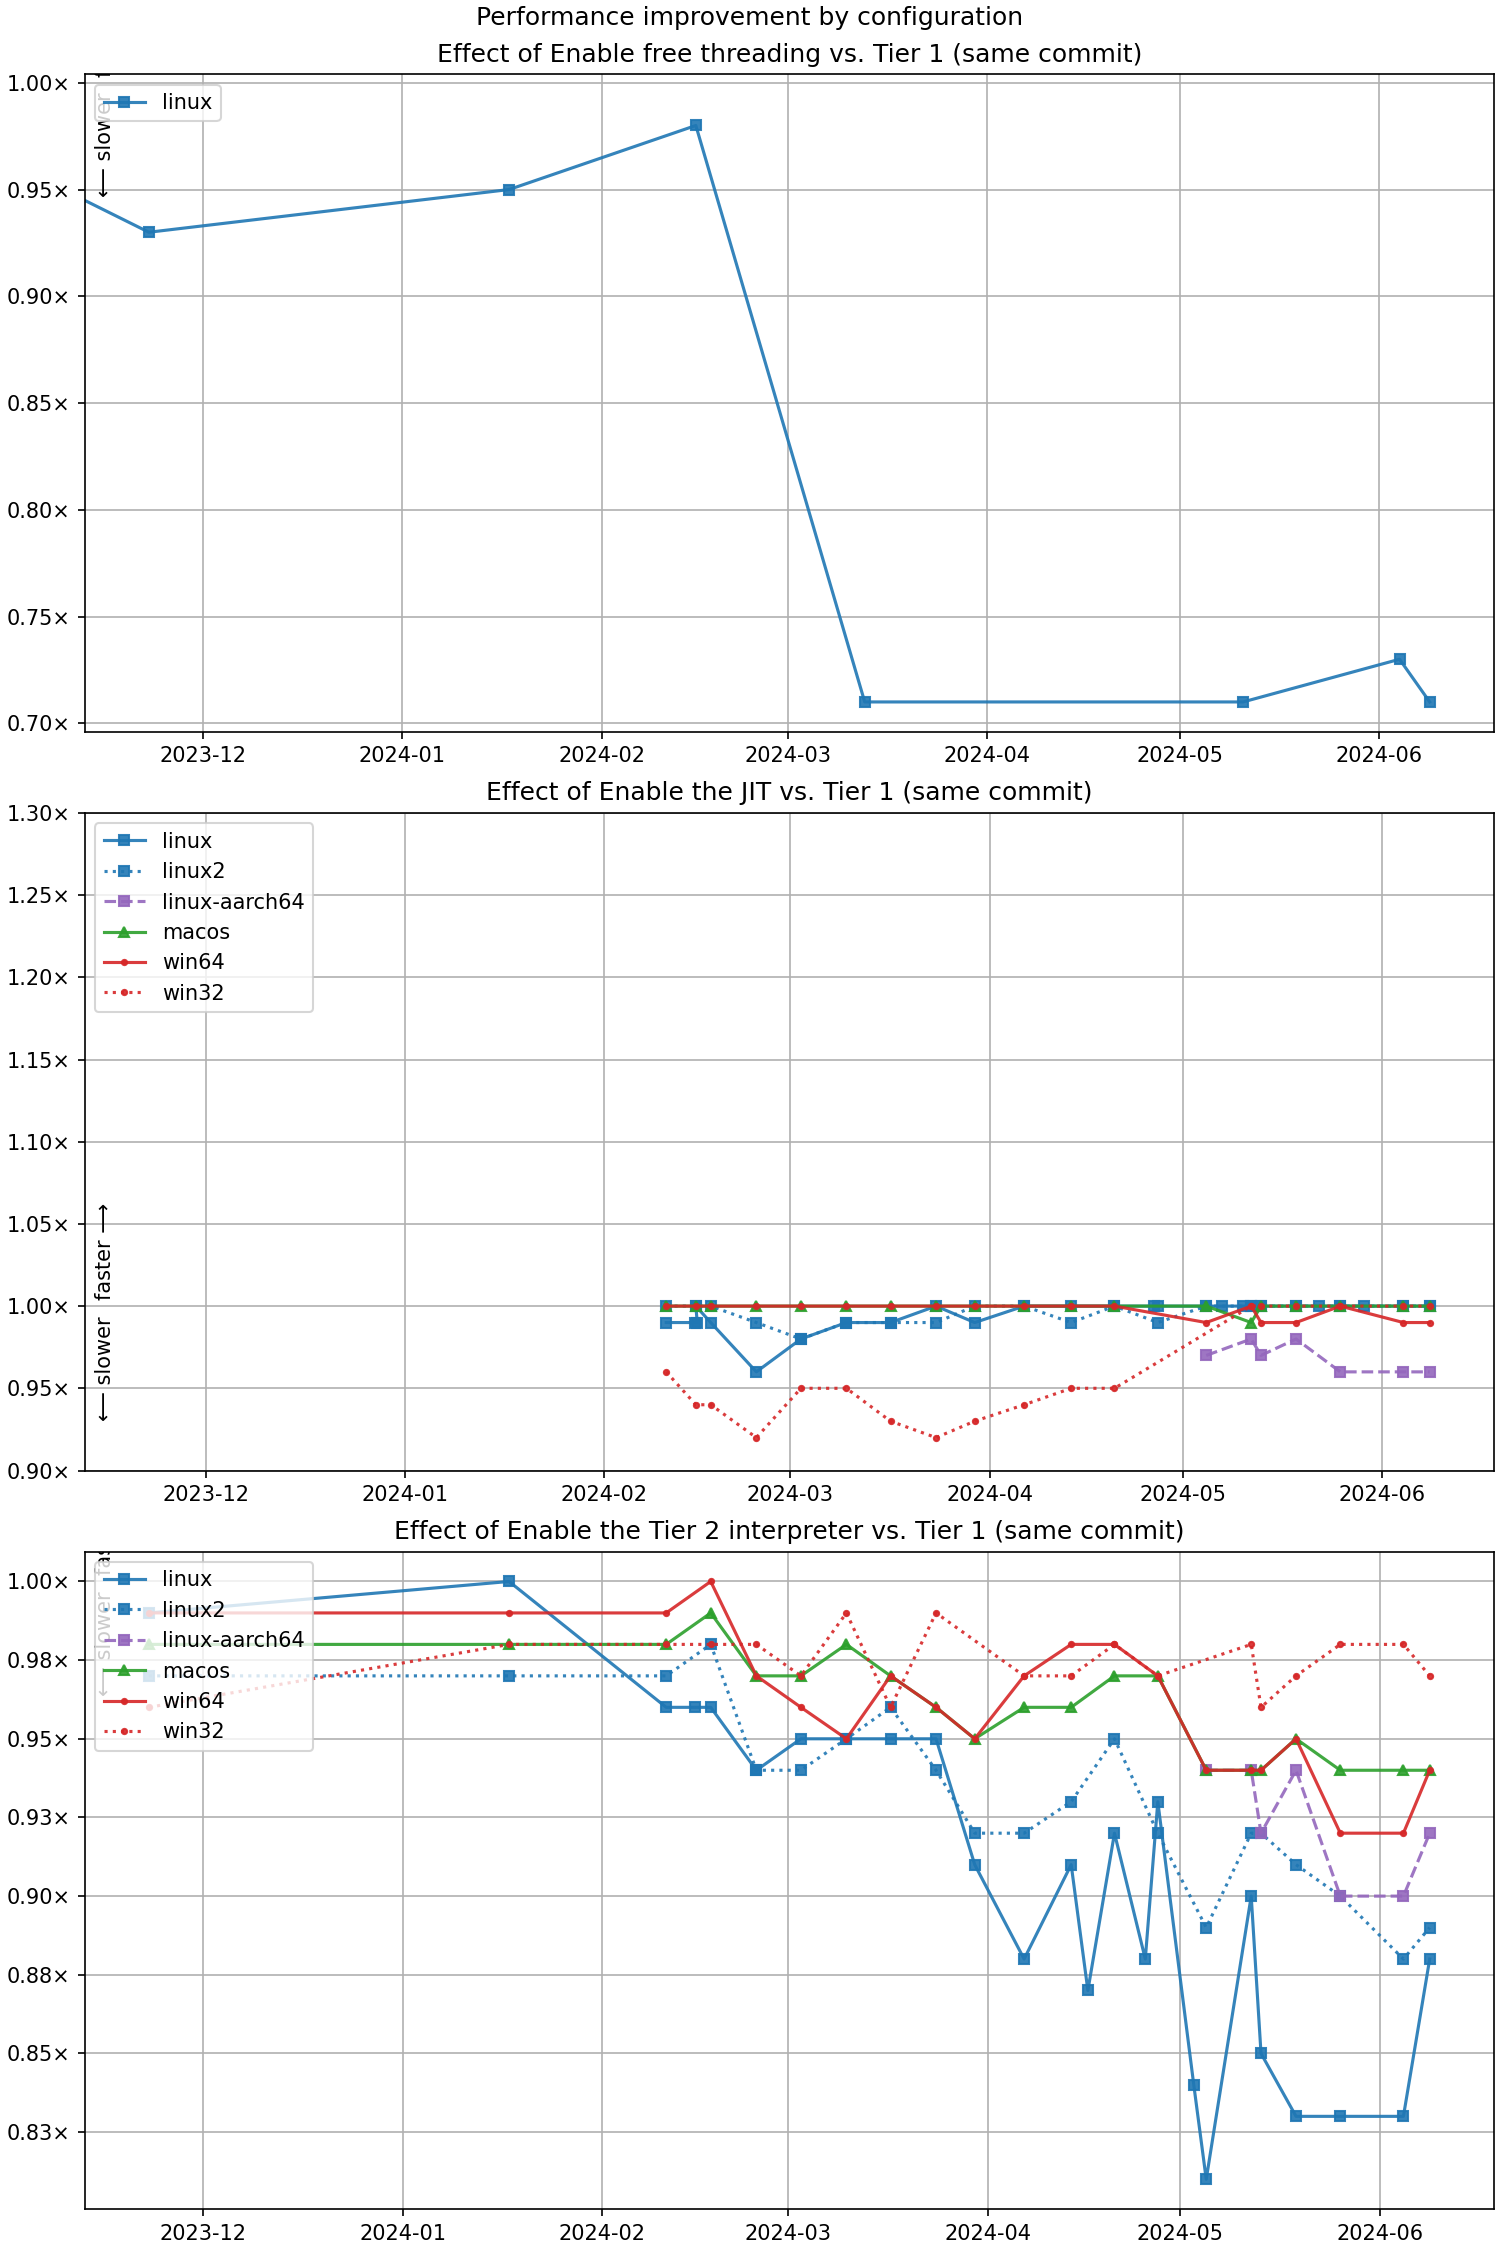 Performance improvement by configuration
Effect of Enable free threading vs. Tier 1 (same commit)
1.00×
0.95×
0.90×
0.85×
0.80×
0.75×
0.70×
← slower
linux
2023-12 2024-01 2024-02 2024-03 2024-04 2024-05 2024-06
Effect of Enable the JIT vs. Tier 1 (same commit)
1.30×
1.25×
1.20×
1.15×
1.10×
1.05×
1.00×
0.95×
0.90×
← slower faster →
linux
linux2
linux-aarch64
macos
win64
win32
2023-12 2024-01 2024-02 2024-03 2024-04 2024-05 2024-06
Effect of Enable the Tier 2 interpreter vs. Tier 1 (same commit)
1.00×
0.98×
0.95×
0.93×
0.90×
0.88×
0.85×
0.83×
← slower
linux
linux2
linux-aarch64
macos
win64
win32
2023-12 2024-01 2024-02 2024-03 2024-04 2024-05 2024-06